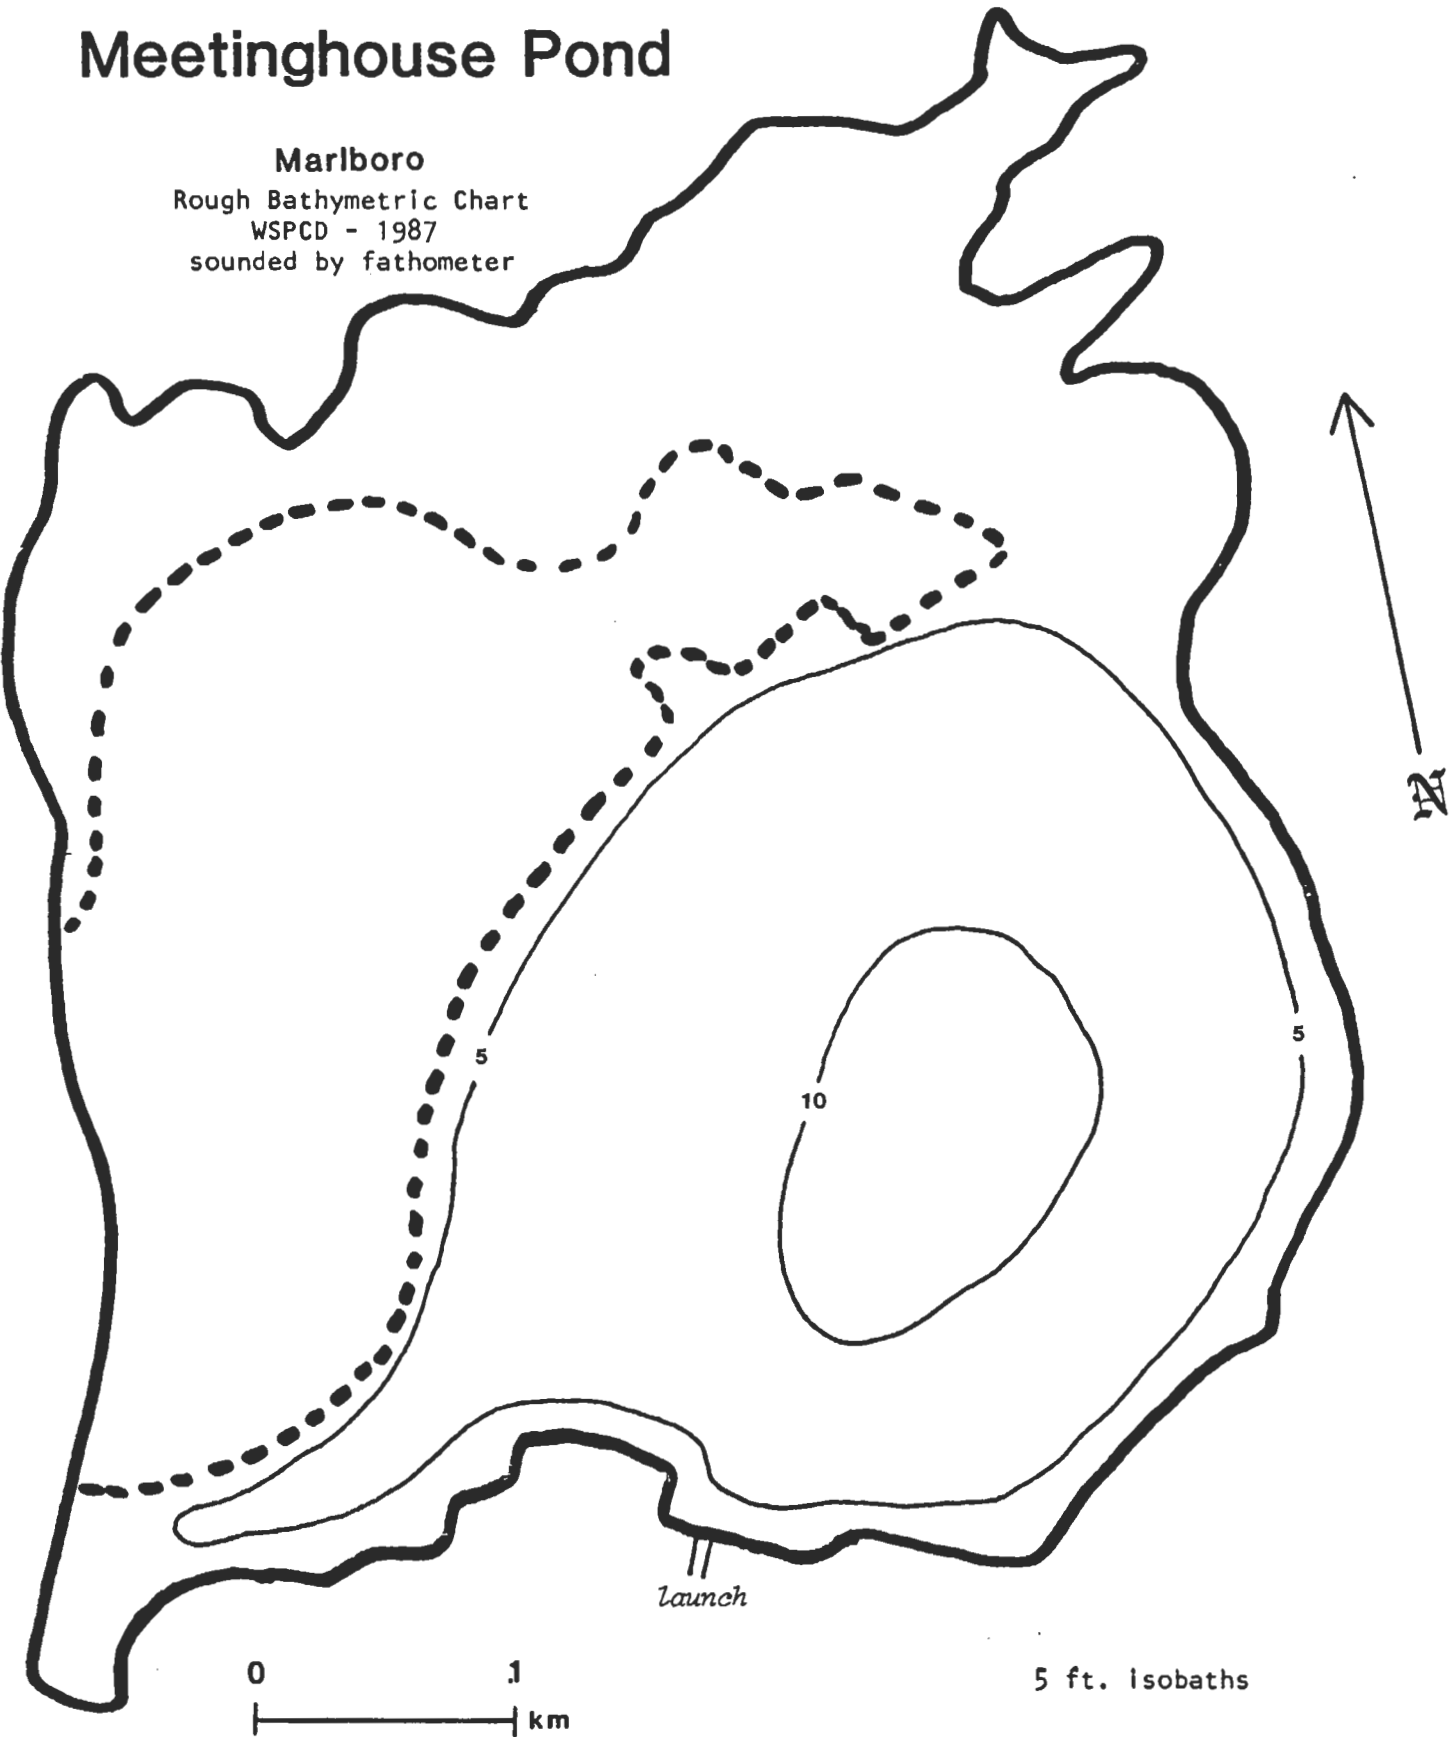 Meetinghouse Pond
Marlboro
Rough Bathymetric Chart
WSPCD - 1987
sounded by fathometer
N
5
5
10
launch
0 .1
km
5 ft. isobaths